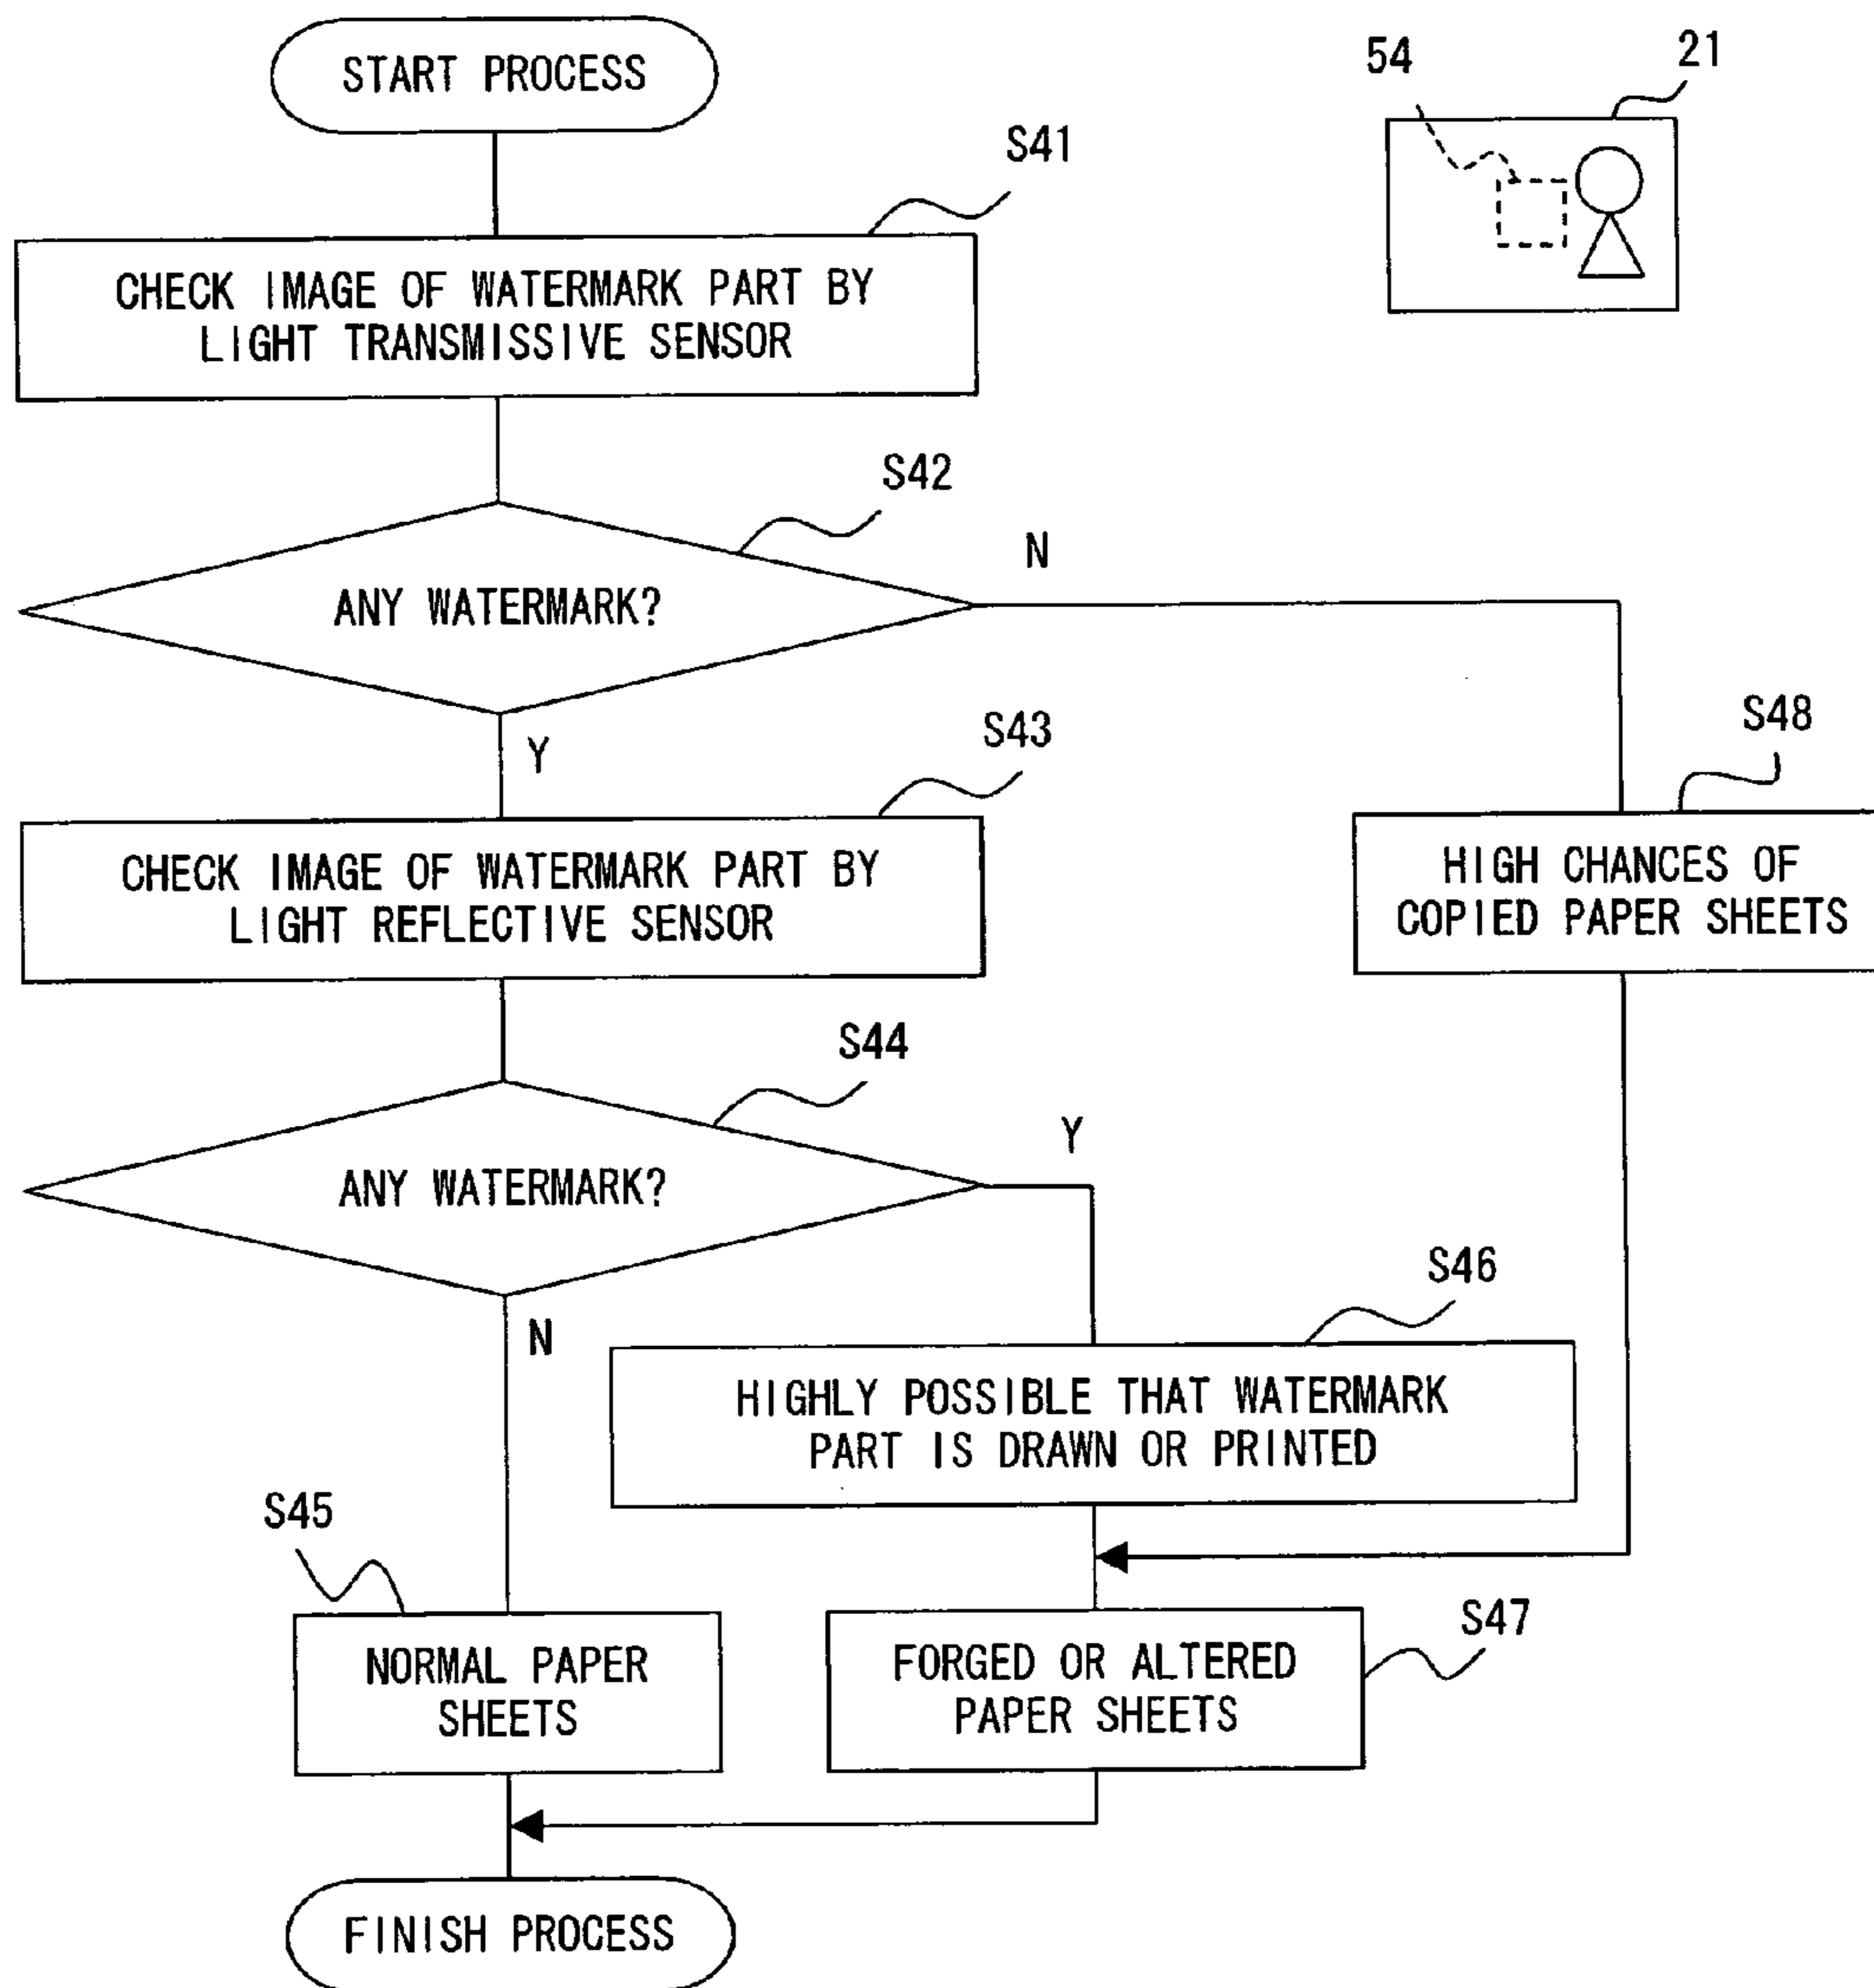 START PROCESS
54
21
S41
CHECK IMAGE OF WATERMARK PART BY
LIGHT TRANSMISSIVE SENSOR
S42
ANY WATERMARK?
N
Y
S43
CHECK IMAGE OF WATERMARK PART BY
LIGHT REFLECTIVE SENSOR
S48
HIGH CHANCES OF
COPIED PAPER SHEETS
S44
ANY WATERMARK?
Y
N
S46
HIGHLY POSSIBLE THAT WATERMARK
PART IS DRAWN OR PRINTED
S45
NORMAL PAPER
SHEETS
S47
FORGED OR ALTERED
PAPER SHEETS
FINISH PROCESS